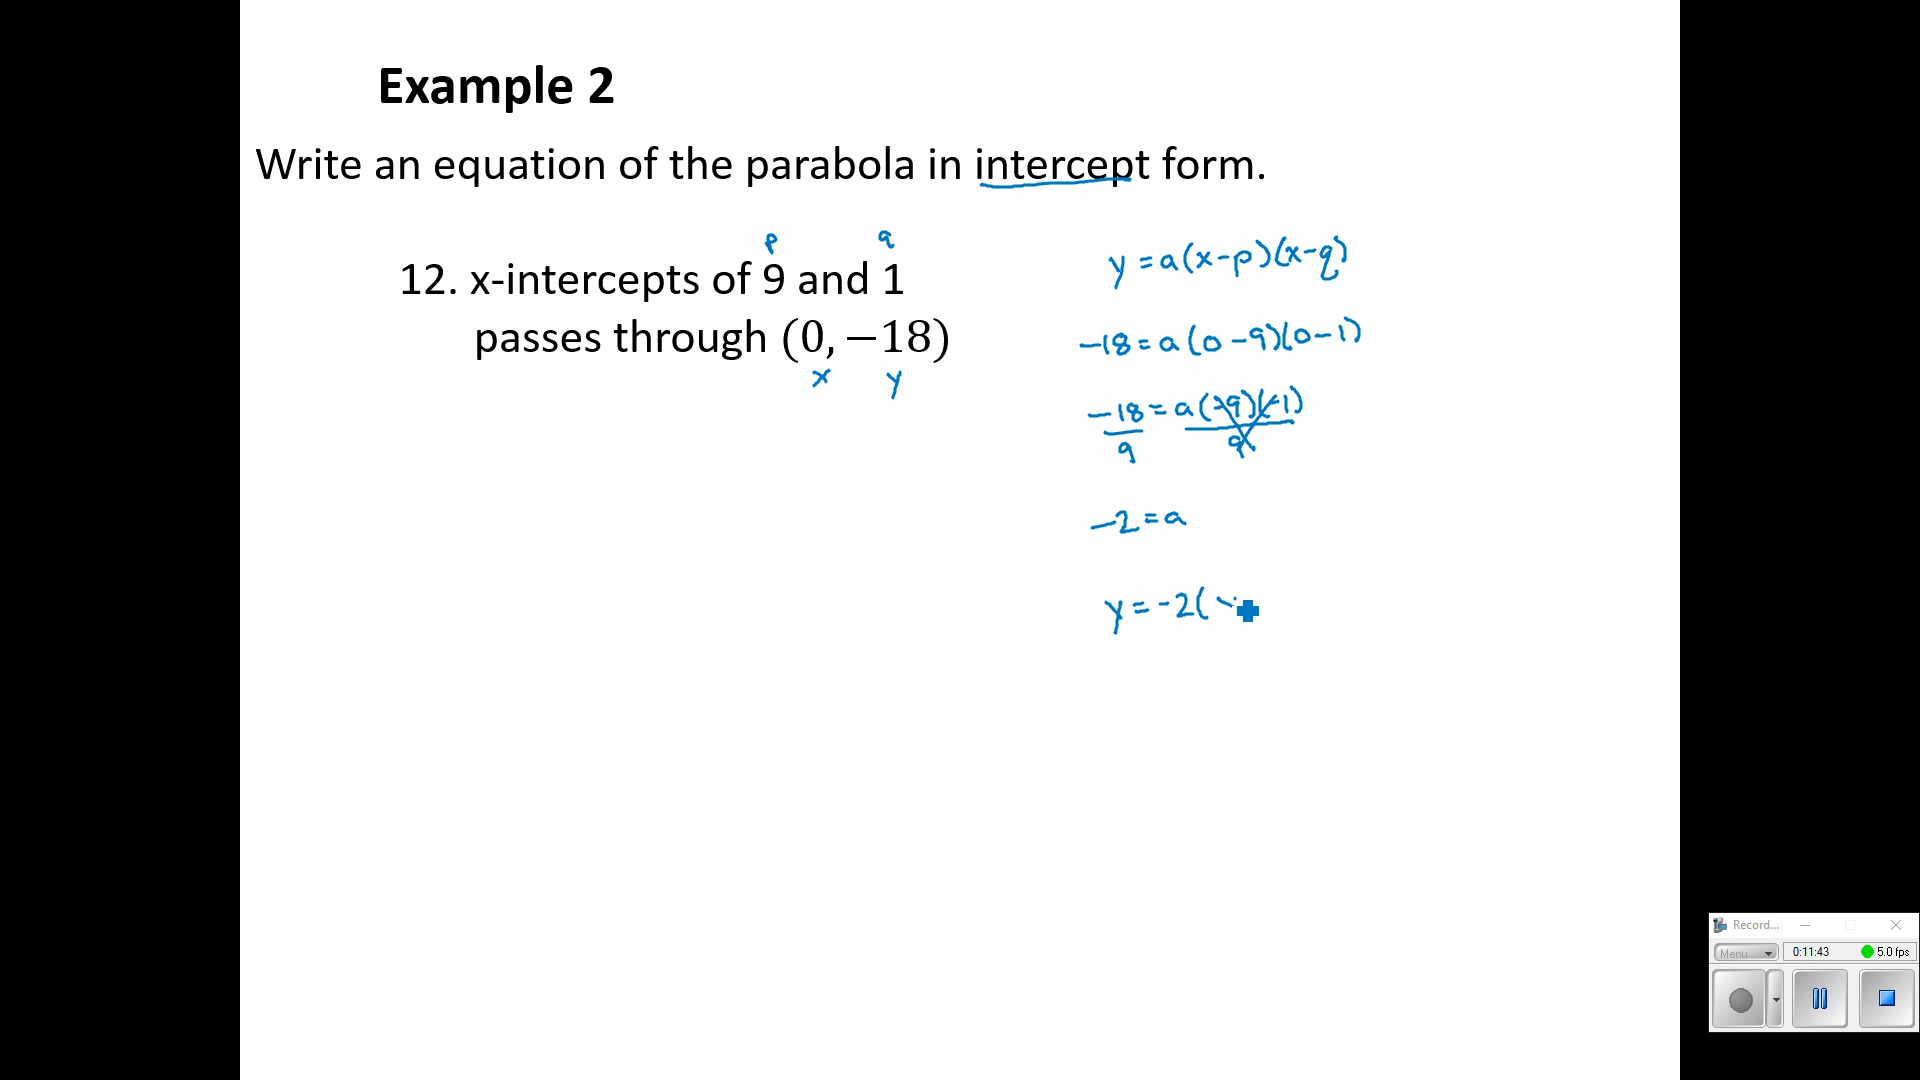 Example 2
Write an equation of the parabola in intercept form.
p q
12. x-intercepts of 9 and 1
passes through (0, −18)
x y
y = a(x-p)(x-q)
-18 = a(0-9)(0-1)
-18 = a(-9)(-1)
9 9
-2 = a
y = -2(
Record...
Menu 0:11:43 5.0 fps